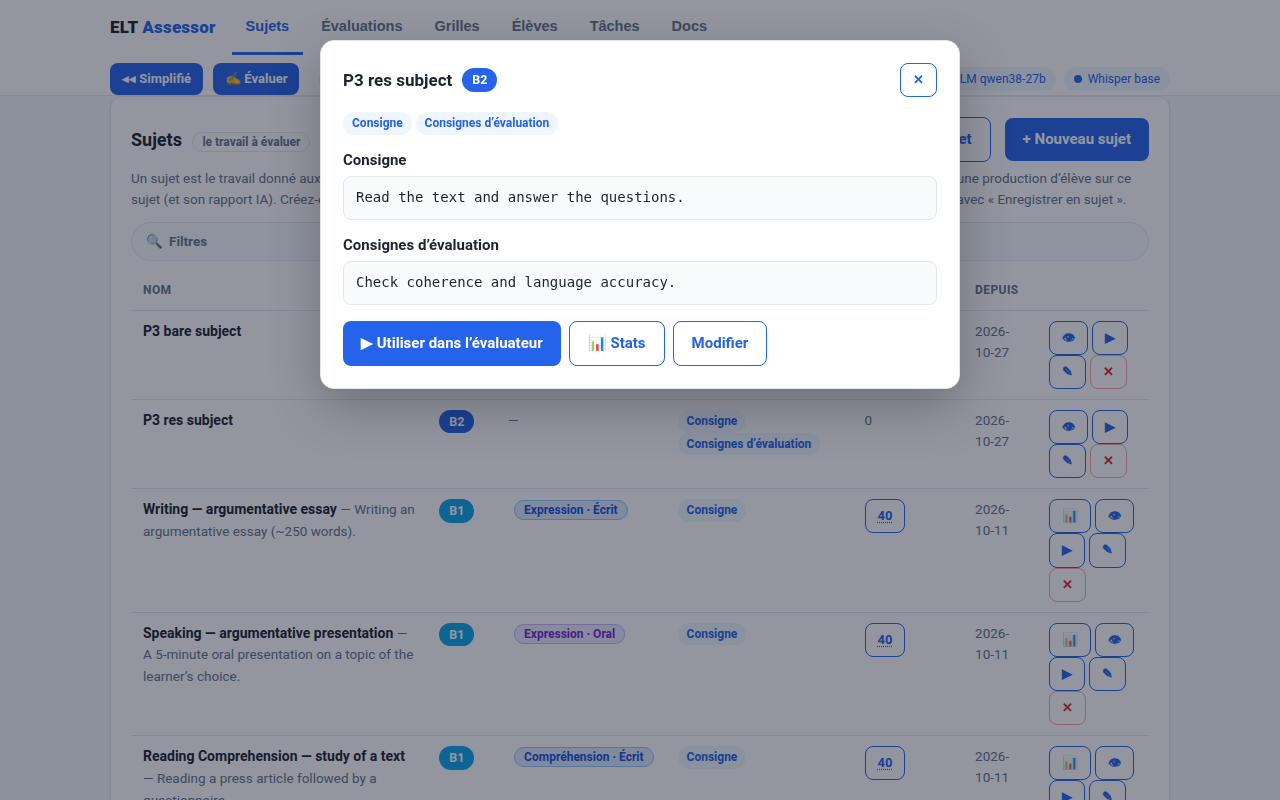 ELT Assessor Sujets Évaluations Grilles Élèves Tâches Docs
◀◀ Simplifié ✍ Évaluer LM qwen38-27b Whisper base
P3 res subject B2 ✕
Consigne Consignes d’évaluation
Consigne
Read the text and answer the questions.
Consignes d’évaluation
Check coherence and language accuracy.
▶ Utiliser dans l’évaluateur 📊 Stats Modifier
Sujets le travail à évaluer + Nouveau sujet
Un sujet est le travail donné aux une production d’élève sur ce
sujet (et son rapport IA). avec « Enregistrer en sujet ».
🔍 Filtres
NOM DEPUIS
P3 bare subject 2026-
10-27
P3 res subject B2 — Consigne 0 2026-
Consignes d’évaluation 10-27
Writing — argumentative essay — Writing an B1 Expression · Écrit Consigne 40 2026-
argumentative essay (~250 words). 10-11
Speaking — argumentative presentation — B1 Expression · Oral Consigne 40 2026-
A 5-minute oral presentation on a topic of the 10-11
learner’s choice.
Reading Comprehension — study of a text B1 Compréhension · Écrit Consigne 40 2026-
— Reading a press article followed by a 10-11
questionnaire.